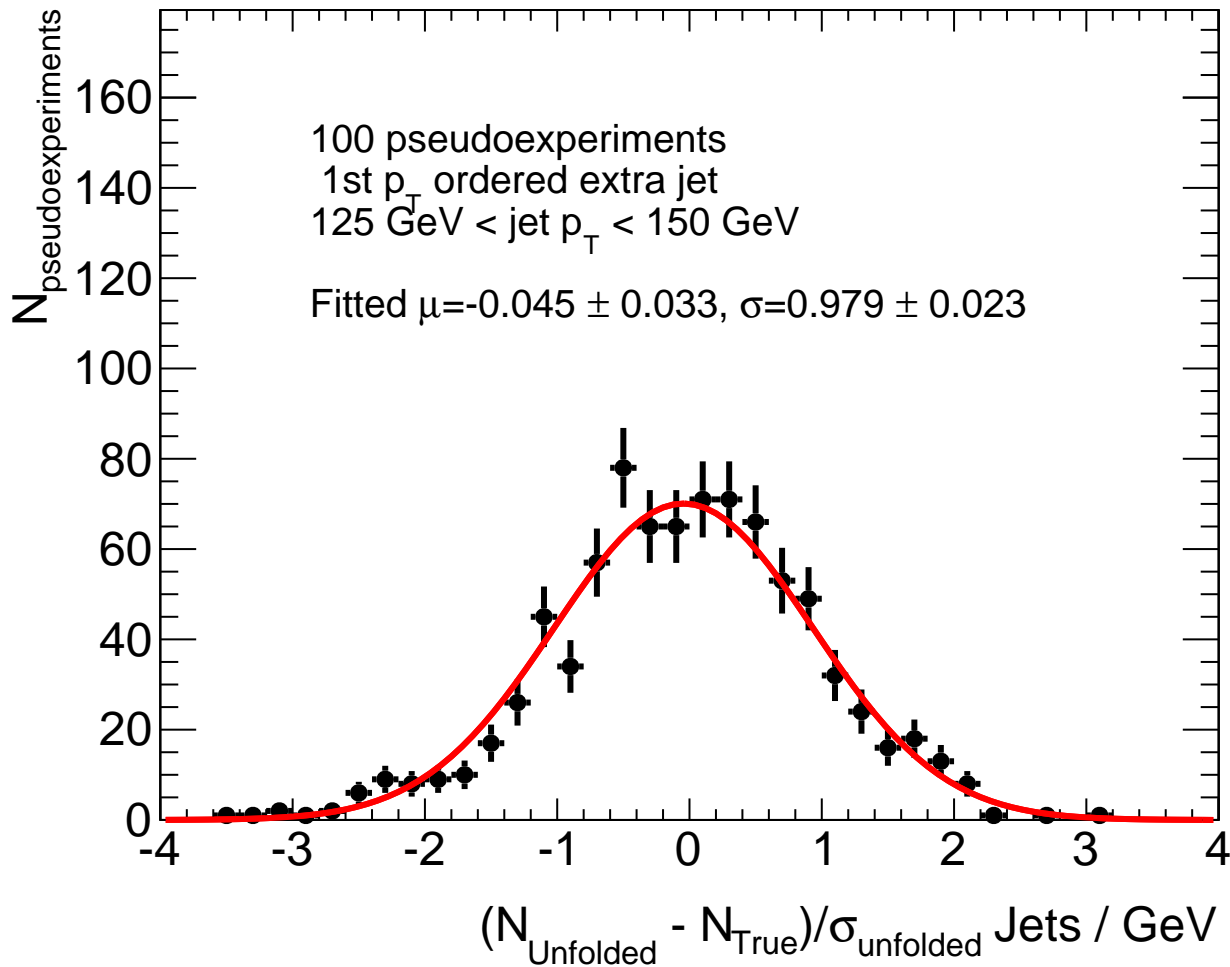 N_pseudoexperiments
160
140
120
100
80
60
40
20
0
100 pseudoexperiments
1st p_T ordered extra jet
125 GeV < jet p_T < 150 GeV
Fitted μ=-0.045 ± 0.033, σ=0.979 ± 0.023
-4 -3 -2 -1 0 1 2 3 4
(N_Unfolded - N_True)/σ_unfolded Jets / GeV